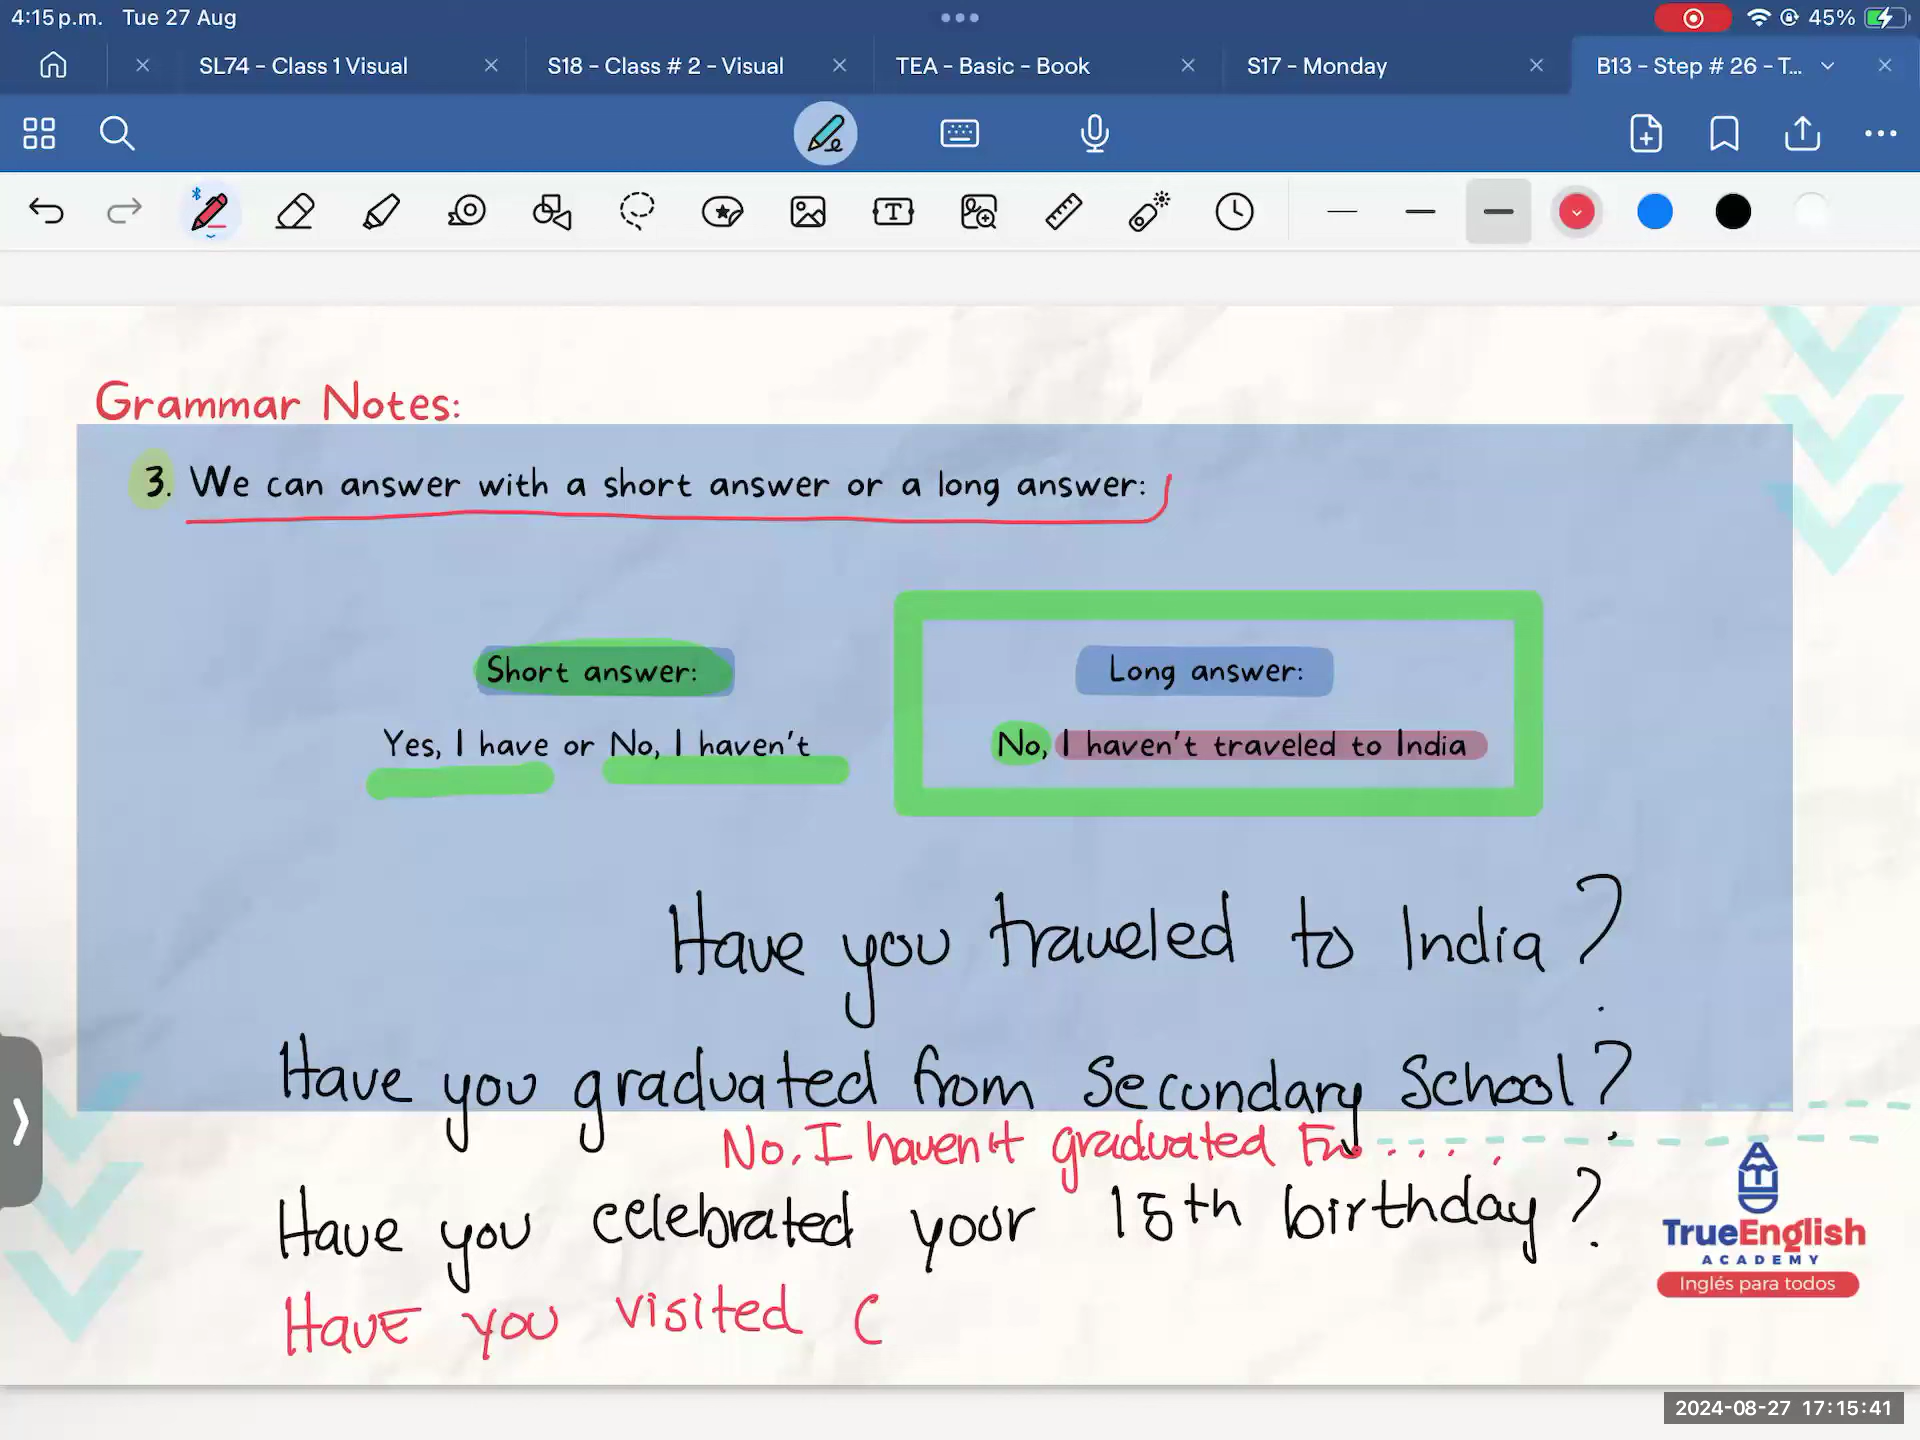 4:15 p.m. Tue 27 Aug
45%
SL74 - Class 1 Visual
S18 - Class # 2 - Visual
TEA - Basic - Book
S17 - Monday
B13 - Step # 26 - T...
Grammar Notes:
3. We can answer with a short answer or a long answer:
Short answer:
Long answer:
Yes, I have or No, I haven't
No, I haven't traveled to India
Have you traveled to India?
Have you graduated from Secundary School?
No, I haven't graduated Fro.....
Have you celebrated your 15th birthday?
TrueEnglish
ACADEMY
Inglés para todos
HavE you visited C
2024-08-27 17:15:41